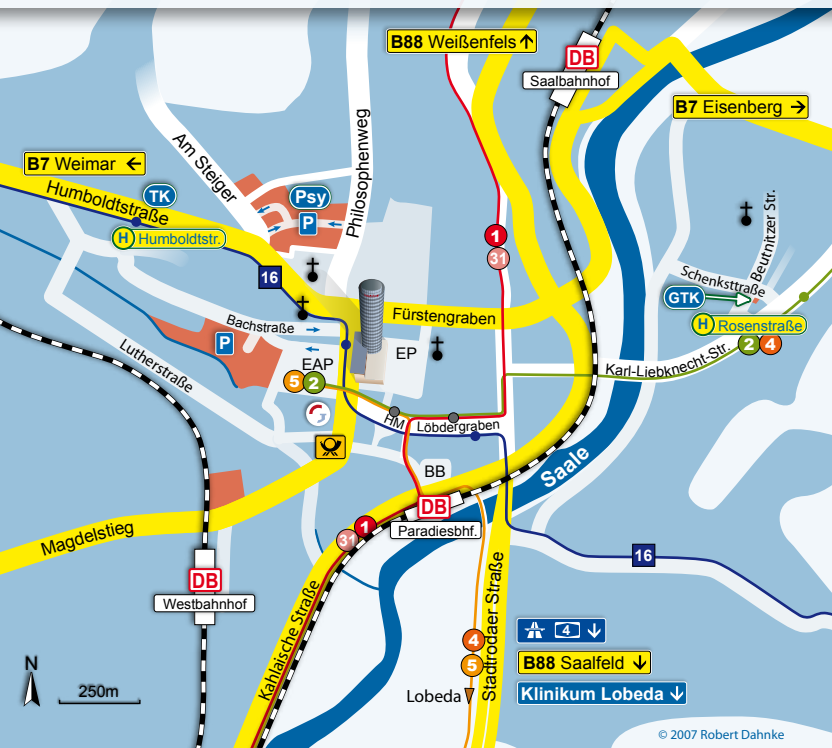 B88 Weißenfels ↑
DB
Saalbahnhof
B7 Eisenberg →
Philosophenweg
Am Steiger
B7 Weimar ←
Humboldtstraße
TK
Psy
P
H Humboldtstr.
1
31
16
Beutnitzer Str.
Schenksttraße
GTK
H Rosenstraße
2 4
Fürstengraben
Bachstraße
P
EP
EAP
5 2
Lutherstraße
Karl-Liebknecht-Str.
HM
Löbdergraben
BB
Saale
DB
Paradiesbhf.
1
31
Magdelstieg
16
DB
Westbahnhof
Kahlaische Straße
Stadtrodaer Straße
4
5
Lobeda
4 ↓
B88 Saalfeld ↓
Klinikum Lobeda ↓
N
250m
© 2007 Robert Dahnke